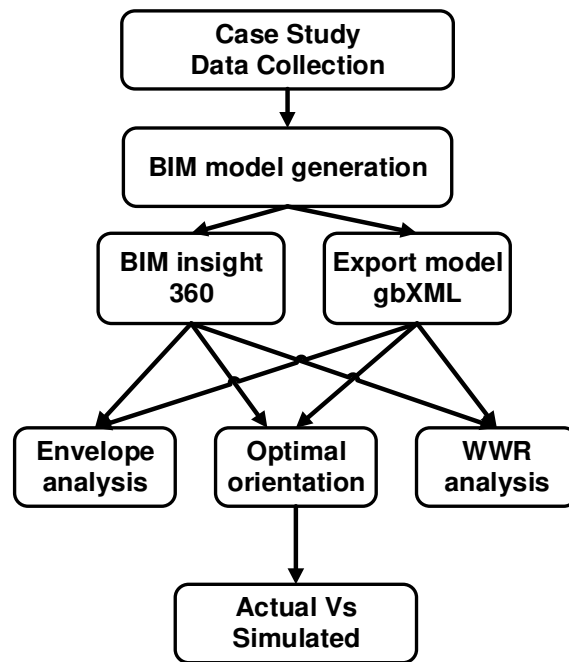 Case Study
Data Collection
BIM model generation
BIM insight
360
Export model
gbXML
Envelope
analysis
Optimal
orientation
WWR
analysis
Actual Vs
Simulated